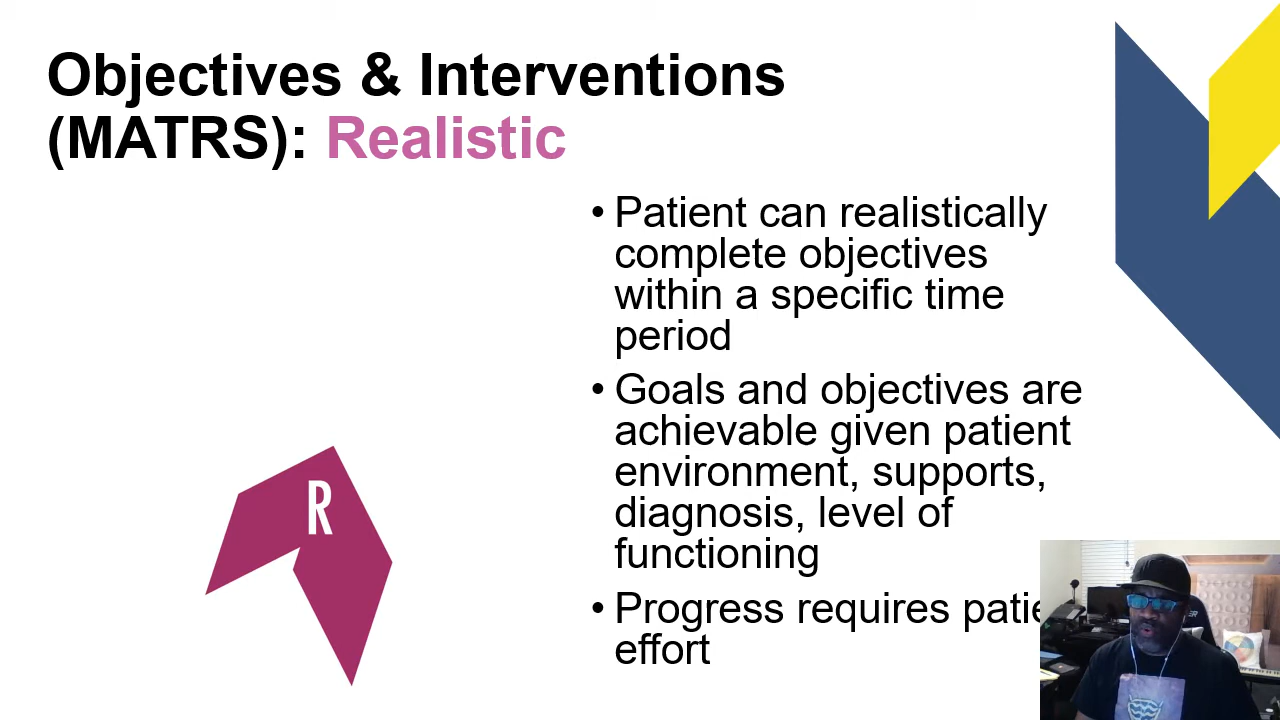 Objectives & Interventions
(MATRS): Realistic
• Patient can realistically
complete objectives
within a specific time
period
• Goals and objectives are
achievable given patient
environment, supports,
diagnosis, level of
functioning
• Progress requires
effort
R